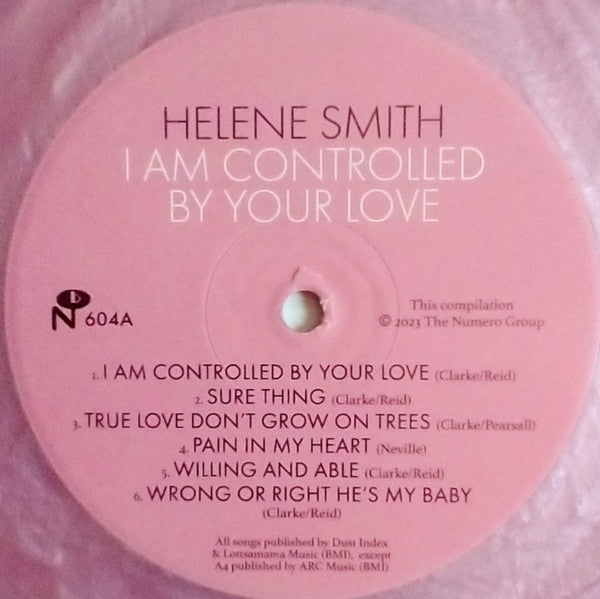 HELENE SMITH
I AM CONTROLLED
BY YOUR LOVE
N 604A
This compilation
© 2023 The Numero Group
1. I AM CONTROLLED BY YOUR LOVE (Clarke/Reid)
2. SURE THING (Clarke/Reid)
3. TRUE LOVE DON'T GROW ON TREES (Clarke/Pearsall)
4. PAIN IN MY HEART (Neville)
5. WILLING AND ABLE (Clarke/Reid)
6. WRONG OR RIGHT HE'S MY BABY
(Clarke/Reid)
All songs published by Dust Index
& Lottsamama Music (BMI), except
A4 published by ARC Music (BMI)